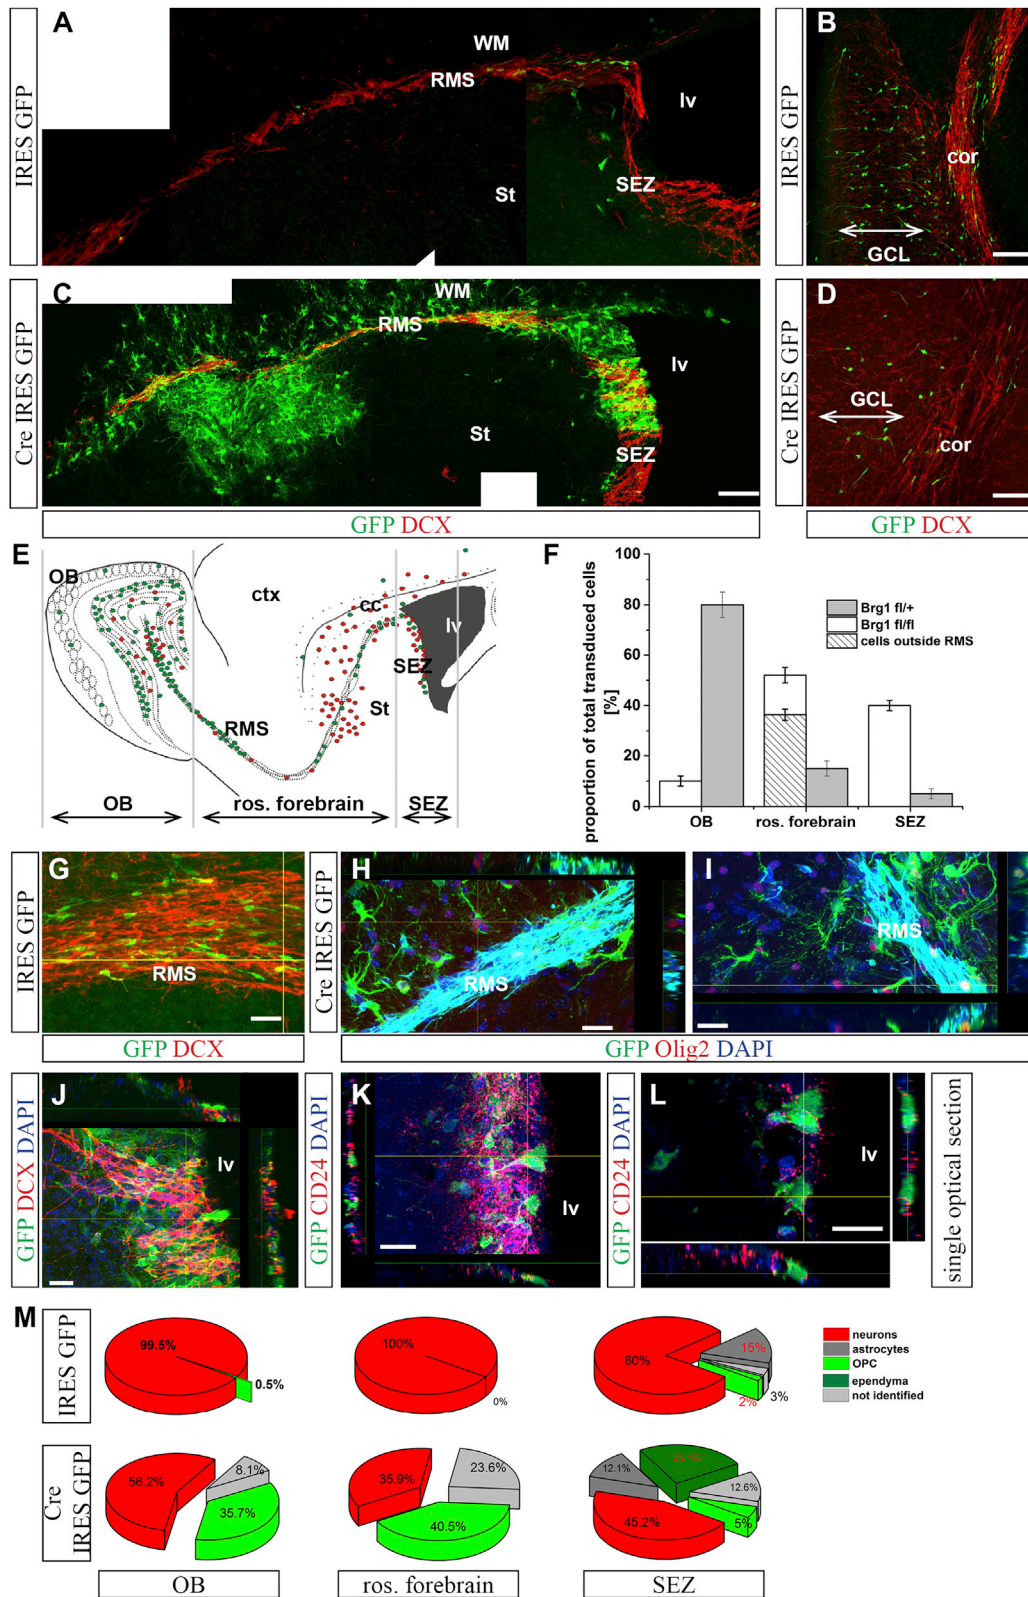 A
WM
RMS
lv
St
SEZ
IRES GFP
B
cor
GCL
IRES GFP
C
WM
RMS
lv
St
SEZ
Cre IRES GFP
D
GCL
cor
Cre IRES GFP
GFP DCX
GFP DCX
E
OB
ctx
cc
lv
SEZ
St
RMS
OB
ros. forebrain
SEZ
F
proportion of total transduced cells
[%]
100
80
60
40
20
0
Brg1 fl/+
Brg1 fl/fl
cells outside RMS
OB
ros. forebrain
SEZ
G
RMS
IRES GFP
GFP DCX
H
RMS
Cre IRES GFP
I
RMS
GFP Olig2 DAPI
J
lv
GFP DCX DAPI
K
lv
GFP CD24 DAPI
L
lv
GFP CD24 DAPI
single optical section
M
IRES GFP
99.5%
0.5%
100%
0%
80%
15%
2%
3%
neurons
astrocytes
OPC
ependyma
not identified
Cre
IRES GFP
56.2%
8.1%
35.7%
35.9%
23.6%
40.5%
12.1%
12.6%
45.2%
5%
OB
ros. forebrain
SEZ